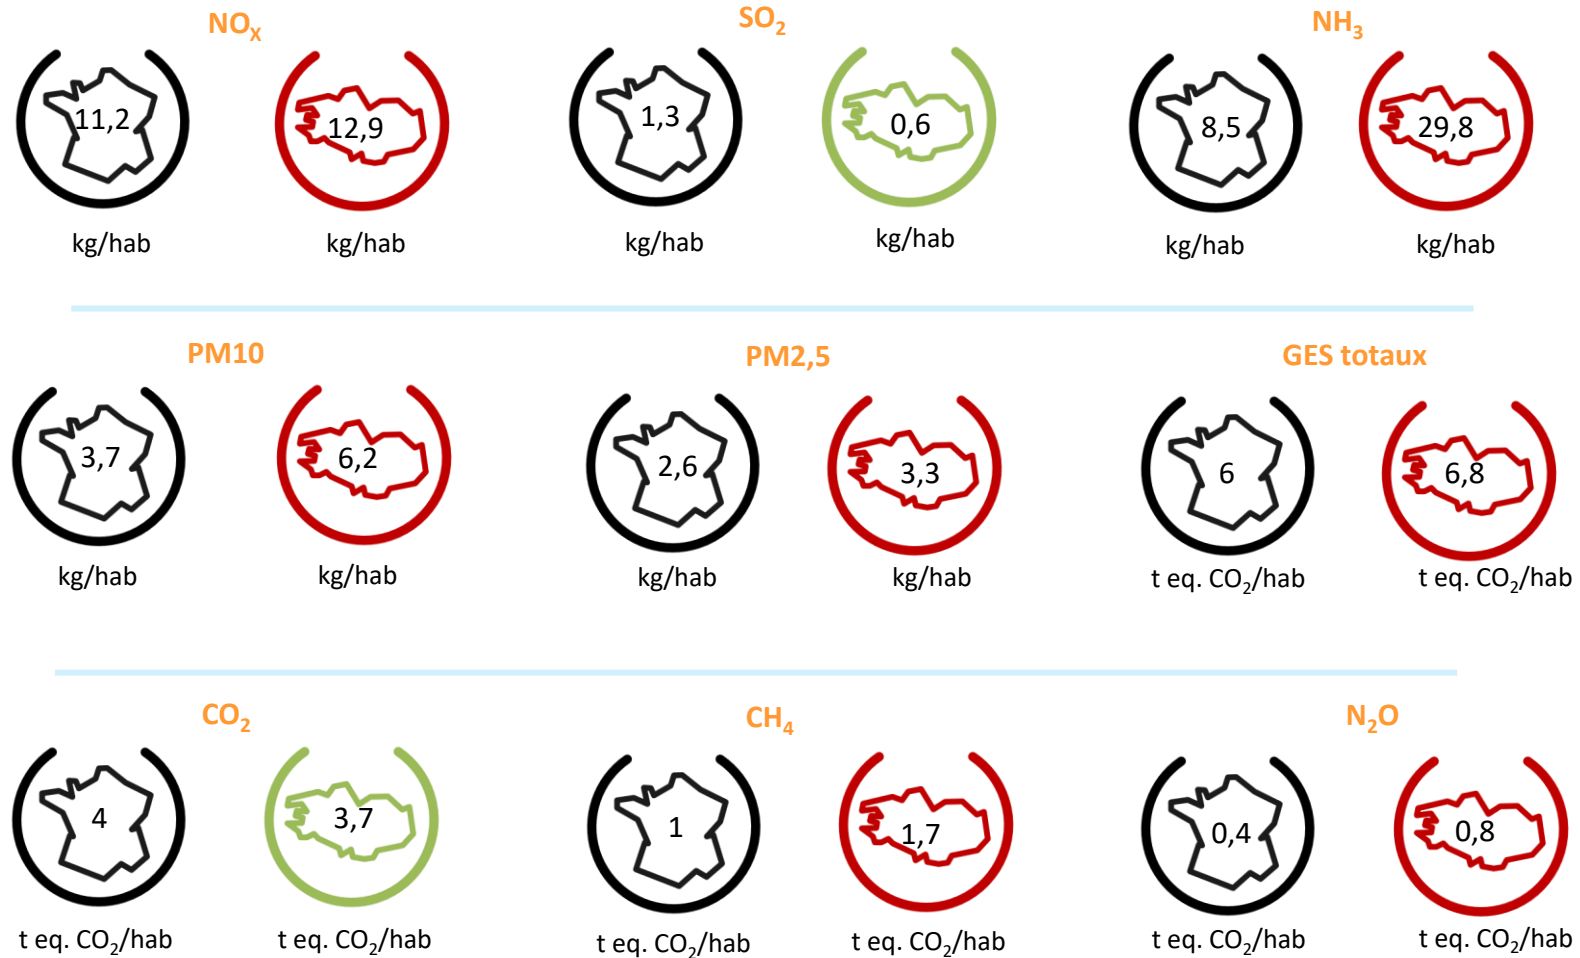 NOX
SO2
NH3
11,2
12,9
1,3
0,6
8,5
29,8
kg/hab
kg/hab
kg/hab
kg/hab
kg/hab
kg/hab
PM10
PM2,5
GES totaux
3,7
6,2
2,6
3,3
6
6,8
kg/hab
kg/hab
kg/hab
kg/hab
t eq. CO2/hab
t eq. CO2/hab
CO2
CH4
N2O
4
3,7
1
1,7
0,4
0,8
t eq. CO2/hab
t eq. CO2/hab
t eq. CO2/hab
t eq. CO2/hab
t eq. CO2/hab
t eq. CO2/hab